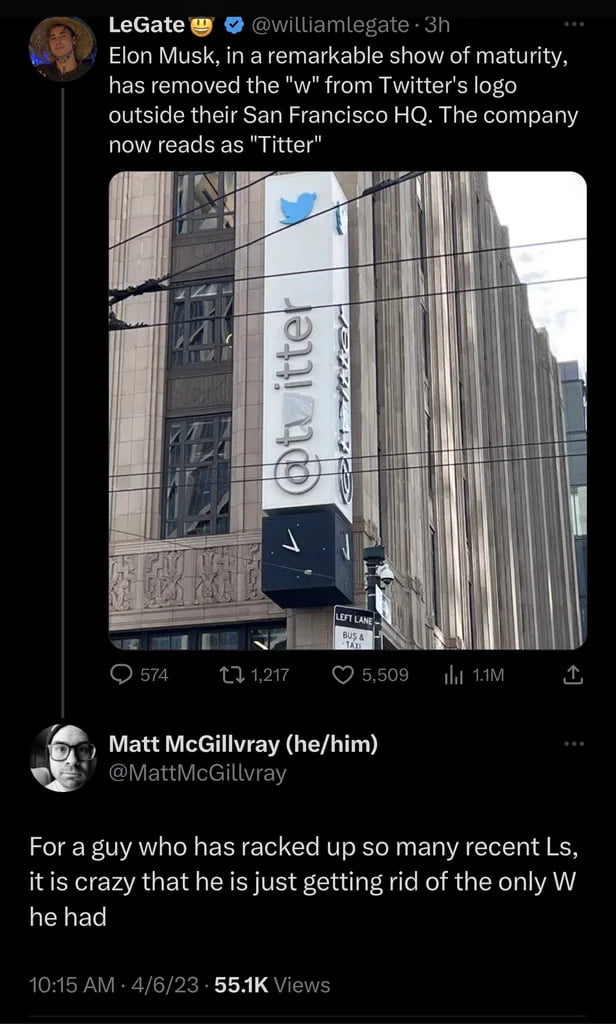 LeGate🤠 @williamlegate · 3h
Elon Musk, in a remarkable show of maturity,
has removed the "w" from Twitter's logo
outside their San Francisco HQ. The company
now reads as "Titter"
@t itter
LEFT LANE
BUS &
TAXI
574 1,217 5,509 1.1M
Matt McGillvray (he/him)
@MattMcGillvray
For a guy who has racked up so many recent Ls,
it is crazy that he is just getting rid of the only W
he had
10:15 AM · 4/6/23 · 55.1K Views